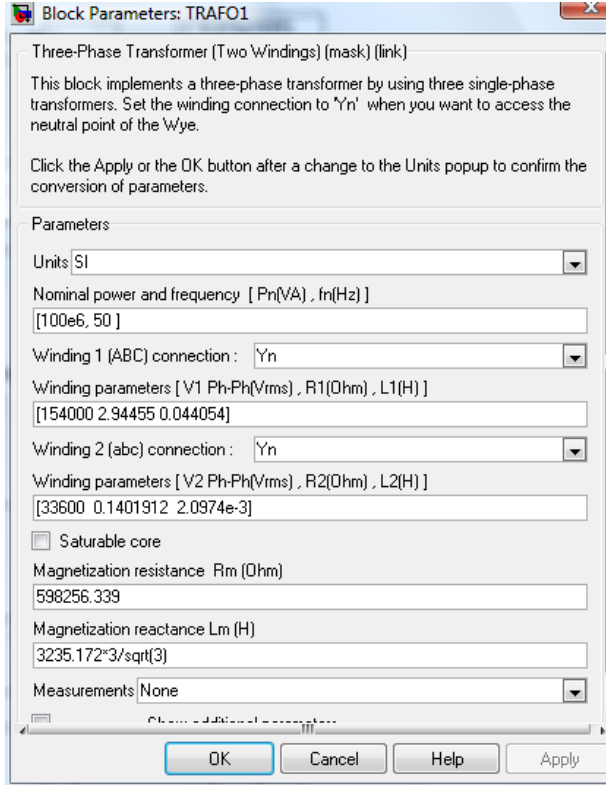 Block Parameters: TRAFO1
Three-Phase Transformer (Two Windings) (mask) (link)
This block implements a three-phase transformer by using three single-phase
transformers. Set the winding connection to 'Yn' when you want to access the
neutral point of the Wye.
Click the Apply or the OK button after a change to the Units popup to confirm the
conversion of parameters.
Parameters
Units SI
Nominal power and frequency [ Pn(VA) , fn(Hz) ]
[100e6, 50 ]
Winding 1 (ABC) connection : Yn
Winding parameters [ V1 Ph-Ph(Vrms) , R1(Ohm) , L1(H) ]
[154000 2.94455 0.044054]
Winding 2 (abc) connection : Yn
Winding parameters [ V2 Ph-Ph(Vrms) , R2(Ohm) , L2(H) ]
[33600 0.1401912 2.0974e-3]
Saturable core
Magnetization resistance Rm (Ohm)
598256.339
Magnetization reactance Lm (H)
3235.172*3/sqrt(3)
Measurements None
Show additional parameters
OK Cancel Help Apply